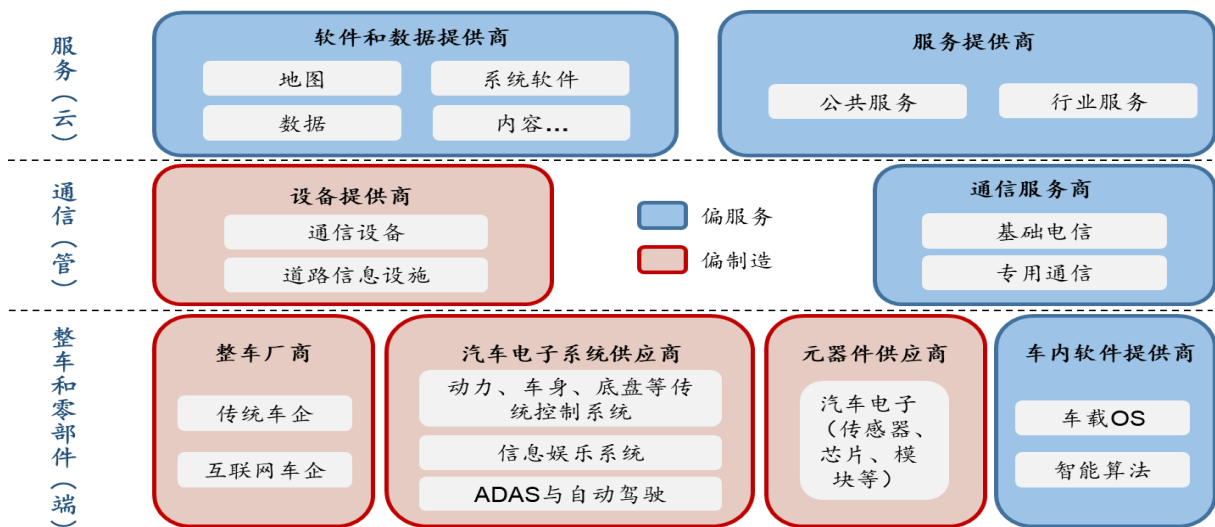 服务（云）
软件和数据提供商
地图
系统软件
数据
内容...
服务提供商
公共服务
行业服务
通信（管）
设备提供商
通信设备
道路信息设施
偏服务
偏制造
通信服务商
基础电信
专用通信
整车和零部件（端）
整车厂商
传统车企
互联网车企
汽车电子系统供应商
动力、车身、底盘等传
统控制系统
信息娱乐系统
ADAS与自动驾驶
元器件供应商
汽车电子
（传感器、
芯片、模
块等）
车内软件提供商
车载OS
智能算法